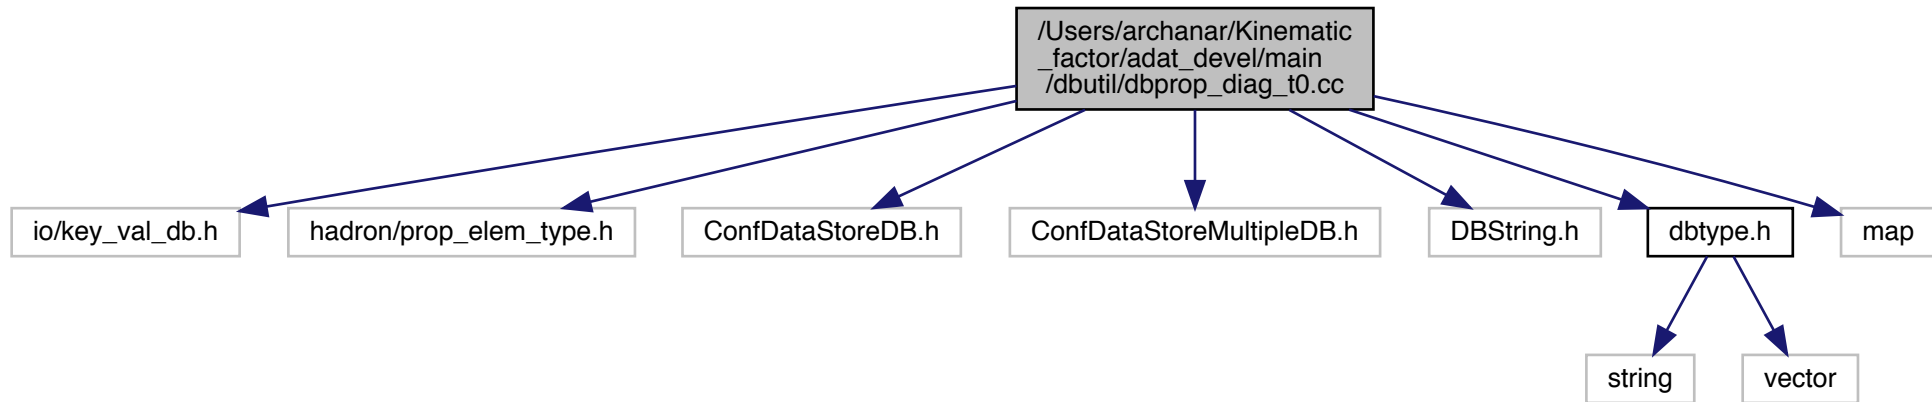 /Users/archanar/Kinematic
_factor/adat_devel/main
/dbutil/dbprop_diag_t0.cc
io/key_val_db.h
hadron/prop_elem_type.h
ConfDataStoreDB.h
ConfDataStoreMultipleDB.h
DBString.h
dbtype.h
map
string
vector